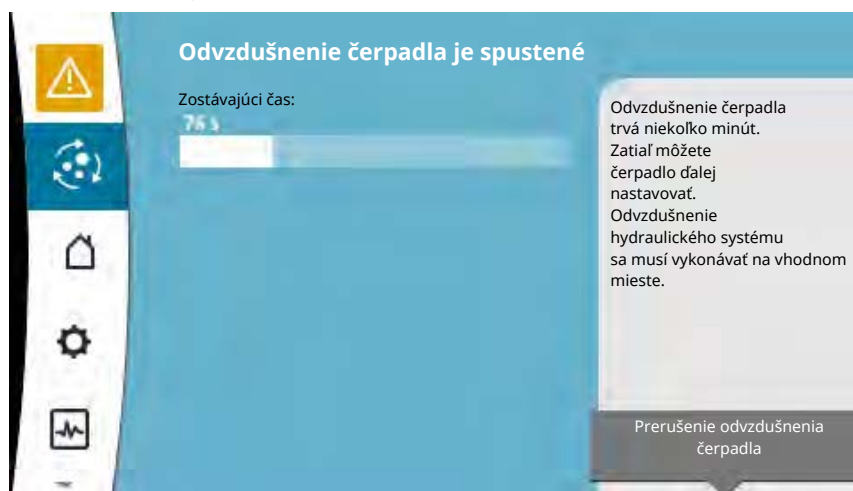 Odvzdušnenie čerpadla je spustené
Zostávajúci čas:
76 s
Odvzdušnenie čerpadla
trvá niekoľko minút.
Zatiaľ môžete
čerpadlo ďalej
nastavovať.
Odvzdušnenie
hydraulického systému
sa musí vykonávať na vhodnom
mieste.
Prerušenie odvzdušnenia
čerpadla